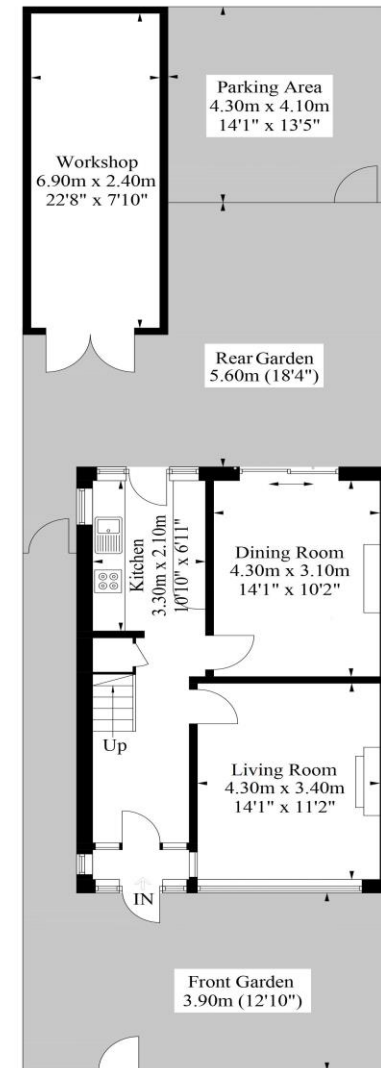 Parking Area
4.30m x 4.10m
14'1" x 13'5"
Workshop
6.90m x 2.40m
22'8" x 7'10"
Rear Garden
5.60m (18'4")
Kitchen
3.30m x 2.10m
10'10" x 6'11"
Dining Room
4.30m x 3.10m
14'1" x 10'2"
Up
Living Room
4.30m x 3.40m
14'1" x 11'2"
IN
Front Garden
3.90m (12'10")